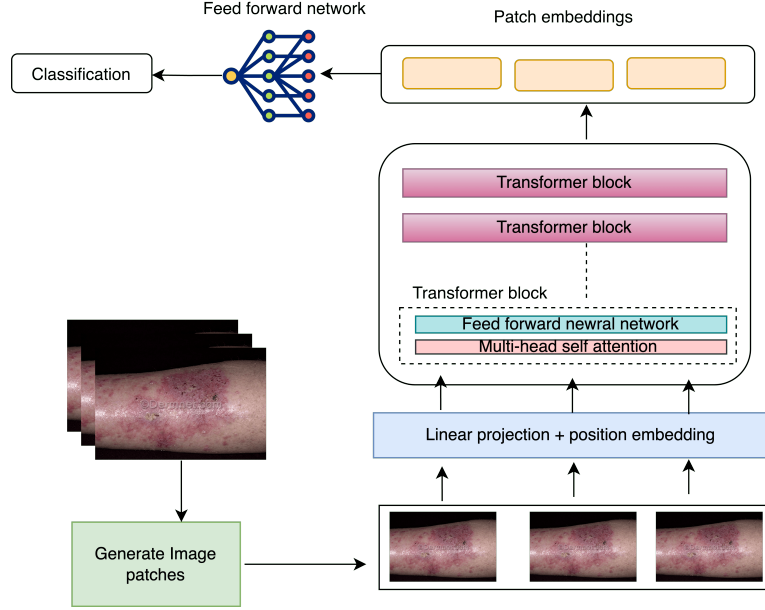 Feed forward network
Patch embeddings
Classification
Transformer block
Transformer block
Transformer block
Feed forward newral network
Multi-head self attention
Linear projection + position embedding
Generate Image
patches